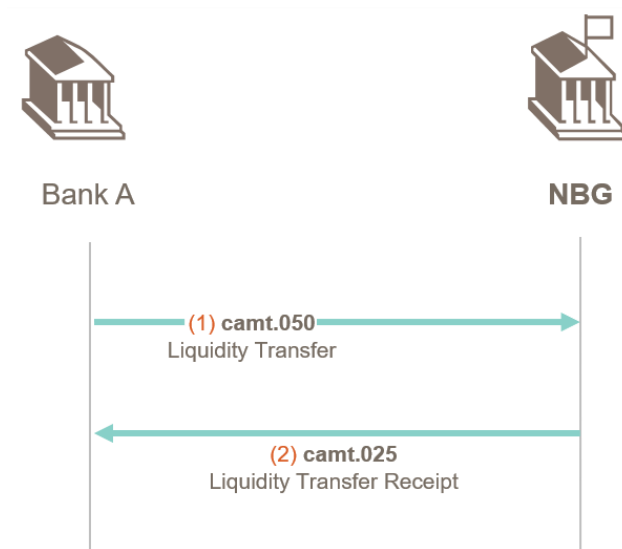 Bank A
NBG
(1) camt.050
Liquidity Transfer
(2) camt.025
Liquidity Transfer Receipt